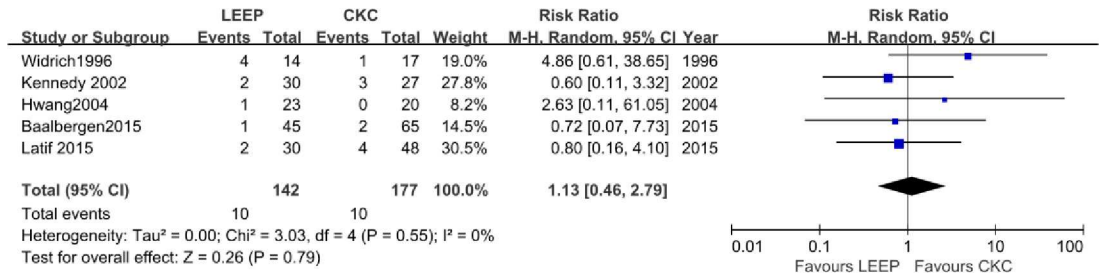 LEEP CKC Risk Ratio Risk Ratio
Study or Subgroup Events Total Events Total Weight M-H. Random. 95% CI Year M-H. Random. 95% CI
Widrich1996 4 14 1 17 19.0% 4.86 [0.61, 38.65] 1996
Kennedy 2002 2 30 3 27 27.8% 0.60 [0.11, 3.32] 2002
Hwang2004 1 23 0 20 8.2% 2.63 [0.11, 61.05] 2004
Baalbergen2015 1 45 2 65 14.5% 0.72 [0.07, 7.73] 2015
Latif 2015 2 30 4 48 30.5% 0.80 [0.16, 4.10] 2015
Total (95% CI) 142 177 100.0% 1.13 [0.46, 2.79]
Total events 10 10
Heterogeneity: Tau² = 0.00; Chi² = 3.03, df = 4 (P = 0.55); I² = 0%
Test for overall effect: Z = 0.26 (P = 0.79)
0.01 0.1 1 10 100
Favours LEEP Favours CKC